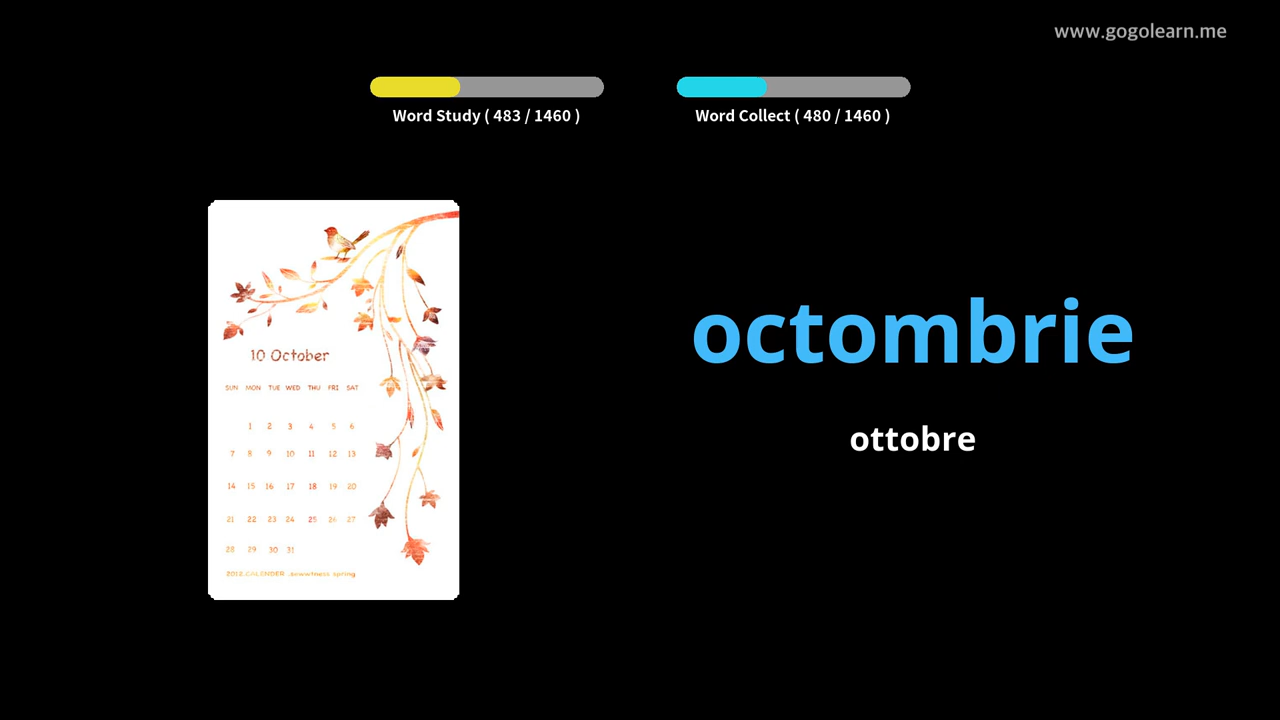 www.gogolearn.me
Word Study ( 483 / 1460 )
Word Collect ( 480 / 1460 )
10 October
SUN MON TUE WED THU FRI SAT
1 2 3 4 5 6
7 8 9 10 11 12 13
14 15 16 17 18 19 20
21 22 23 24 25 26 27
28 29 30 31
2012 CALENDER
spring
octombrie
ottobre